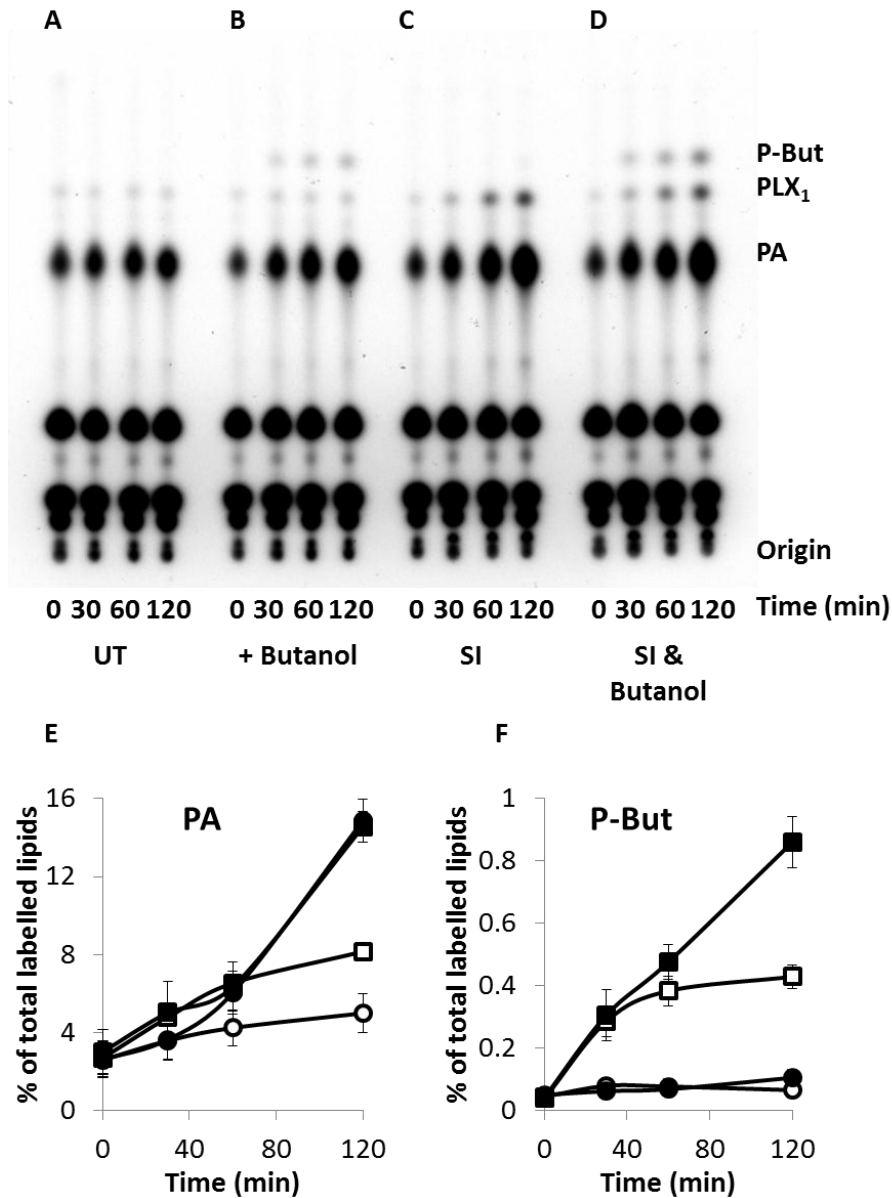 A B C D
P-But
PLX1
PA
Origin
0 30 60 120 0 30 60 120 0 30 60 120 0 30 60 120 Time (min)
UT + Butanol SI SI &
Butanol
E F
PA
% of total labelled lipids
16
12
8
4
0
0 40 80 120
Time (min)
P-But
% of total labelled lipids
1
0.8
0.6
0.4
0.2
0
0 40 80 120
Time (min)